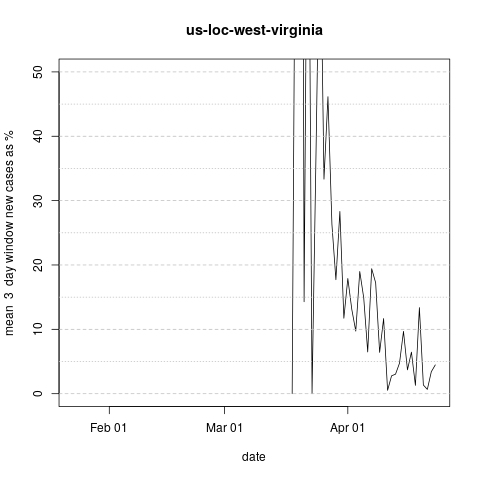 us-loc-west-virginia
mean 3 day window new cases as %
50
40
30
20
10
0
Feb 01
Mar 01
Apr 01
date